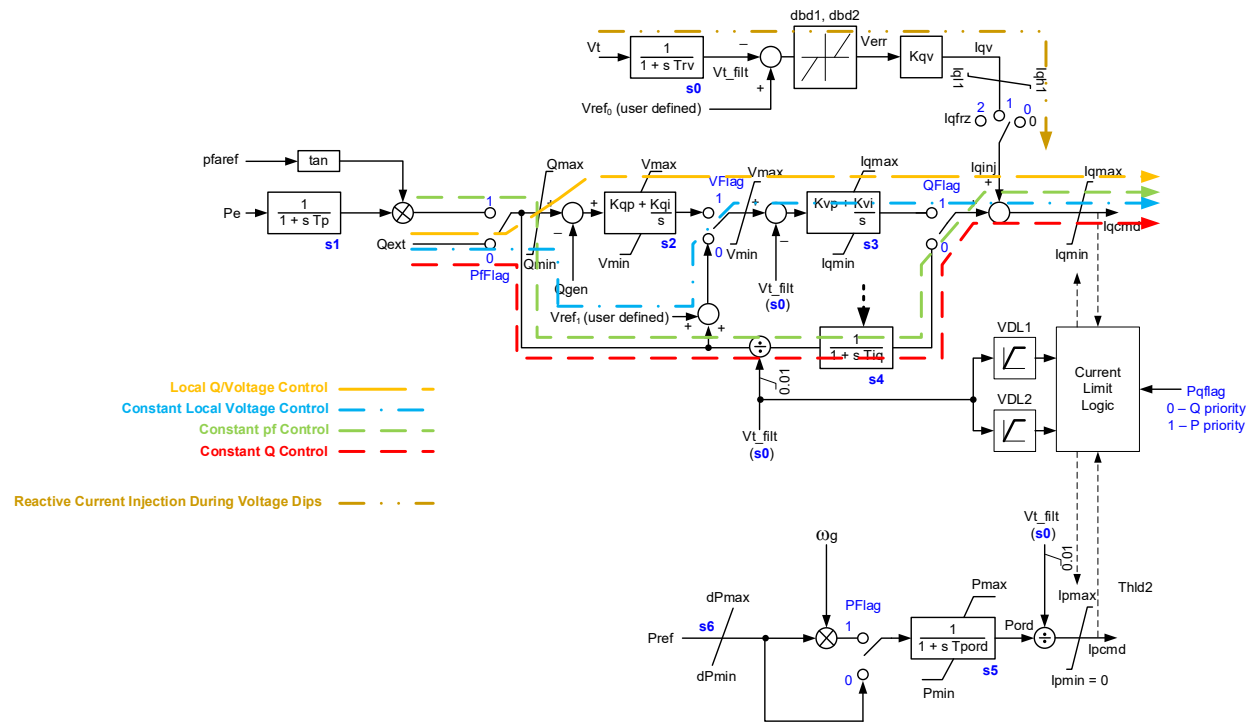 dbd1, dbd2
Vt
1
1 + s Trv
s0
Vt_filt
−
+
Verr
Kqv
Iqv
Iql1
Iqh1
Vref0 (user defined)
Iqfrz
2
1
0
0
pfaref
tan
Pe
1
1 + s Tp
s1
Qext
1
0
PfFlag
Qmax
Qmin
+
−
Qgen
+
Vmax
Kqp + Kqi
s
s2
Vmin
VFlag
1
0
Vmax
Vmin
+
−
Vt_filt
(s0)
Iqmax
Kvp + Kvi
s
s3
Iqmin
QFlag
1
0
Iqinj
+
+
Iqmax
Iqcmd
Iqmin
Vref1 (user defined)
+
+
÷
0.01
Vt_filt
(s0)
1
1 + s Tiq
s4
VDL1
VDL2
Current
Limit
Logic
Pqflag
0 – Q priority
1 – P priority
Local Q/Voltage Control
Constant Local Voltage Control
Constant pf Control
Constant Q Control
Reactive Current Injection During Voltage Dips
ωg
Pref
s6
dPmax
dPmin
PFlag
1
0
Pmax
1
1 + s Tpord
s5
Pmin
Pord
Vt_filt
(s0)
0.01
÷
Ipmax
Thld2
Ipcmd
Ipmin = 0